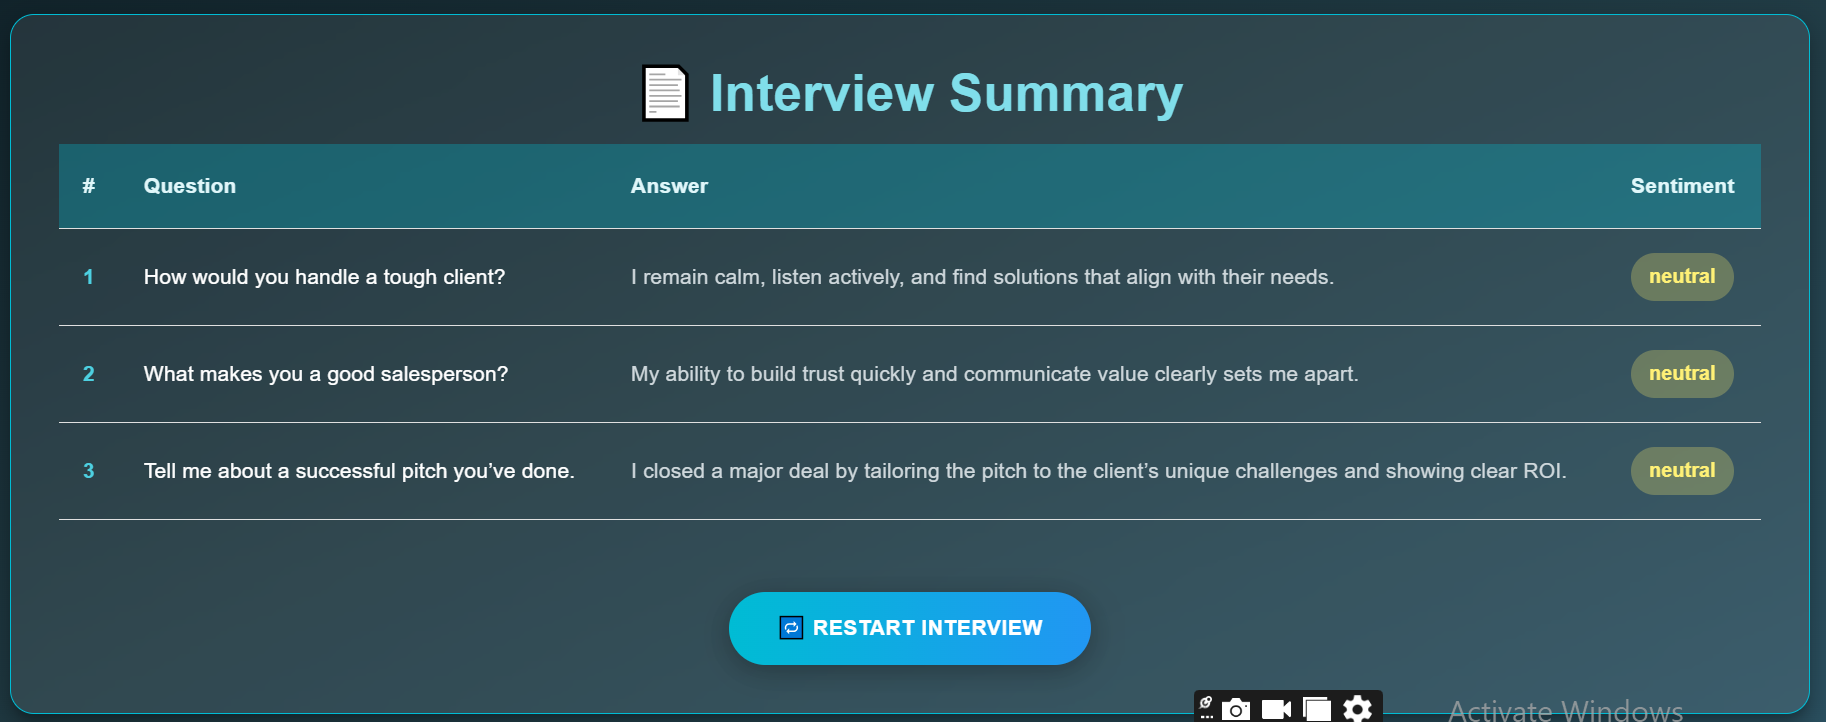 Interview Summary
# Question Answer Sentiment
1 How would you handle a tough client? I remain calm, listen actively, and find solutions that align with their needs. neutral
2 What makes you a good salesperson? My ability to build trust quickly and communicate value clearly sets me apart. neutral
3 Tell me about a successful pitch you’ve done. I closed a major deal by tailoring the pitch to the client’s unique challenges and showing clear ROI. neutral
RESTART INTERVIEW
Activate Windows